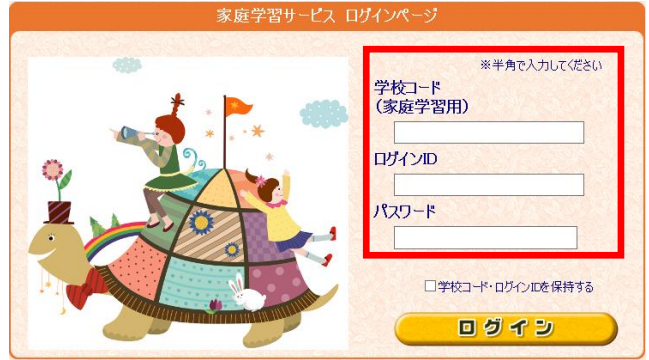 家庭学習サービス ログインページ
※半角で入力してください
学校コード
（家庭学習用）
ログインID
パスワード
学校コード・ログインIDを保持する
ログイン